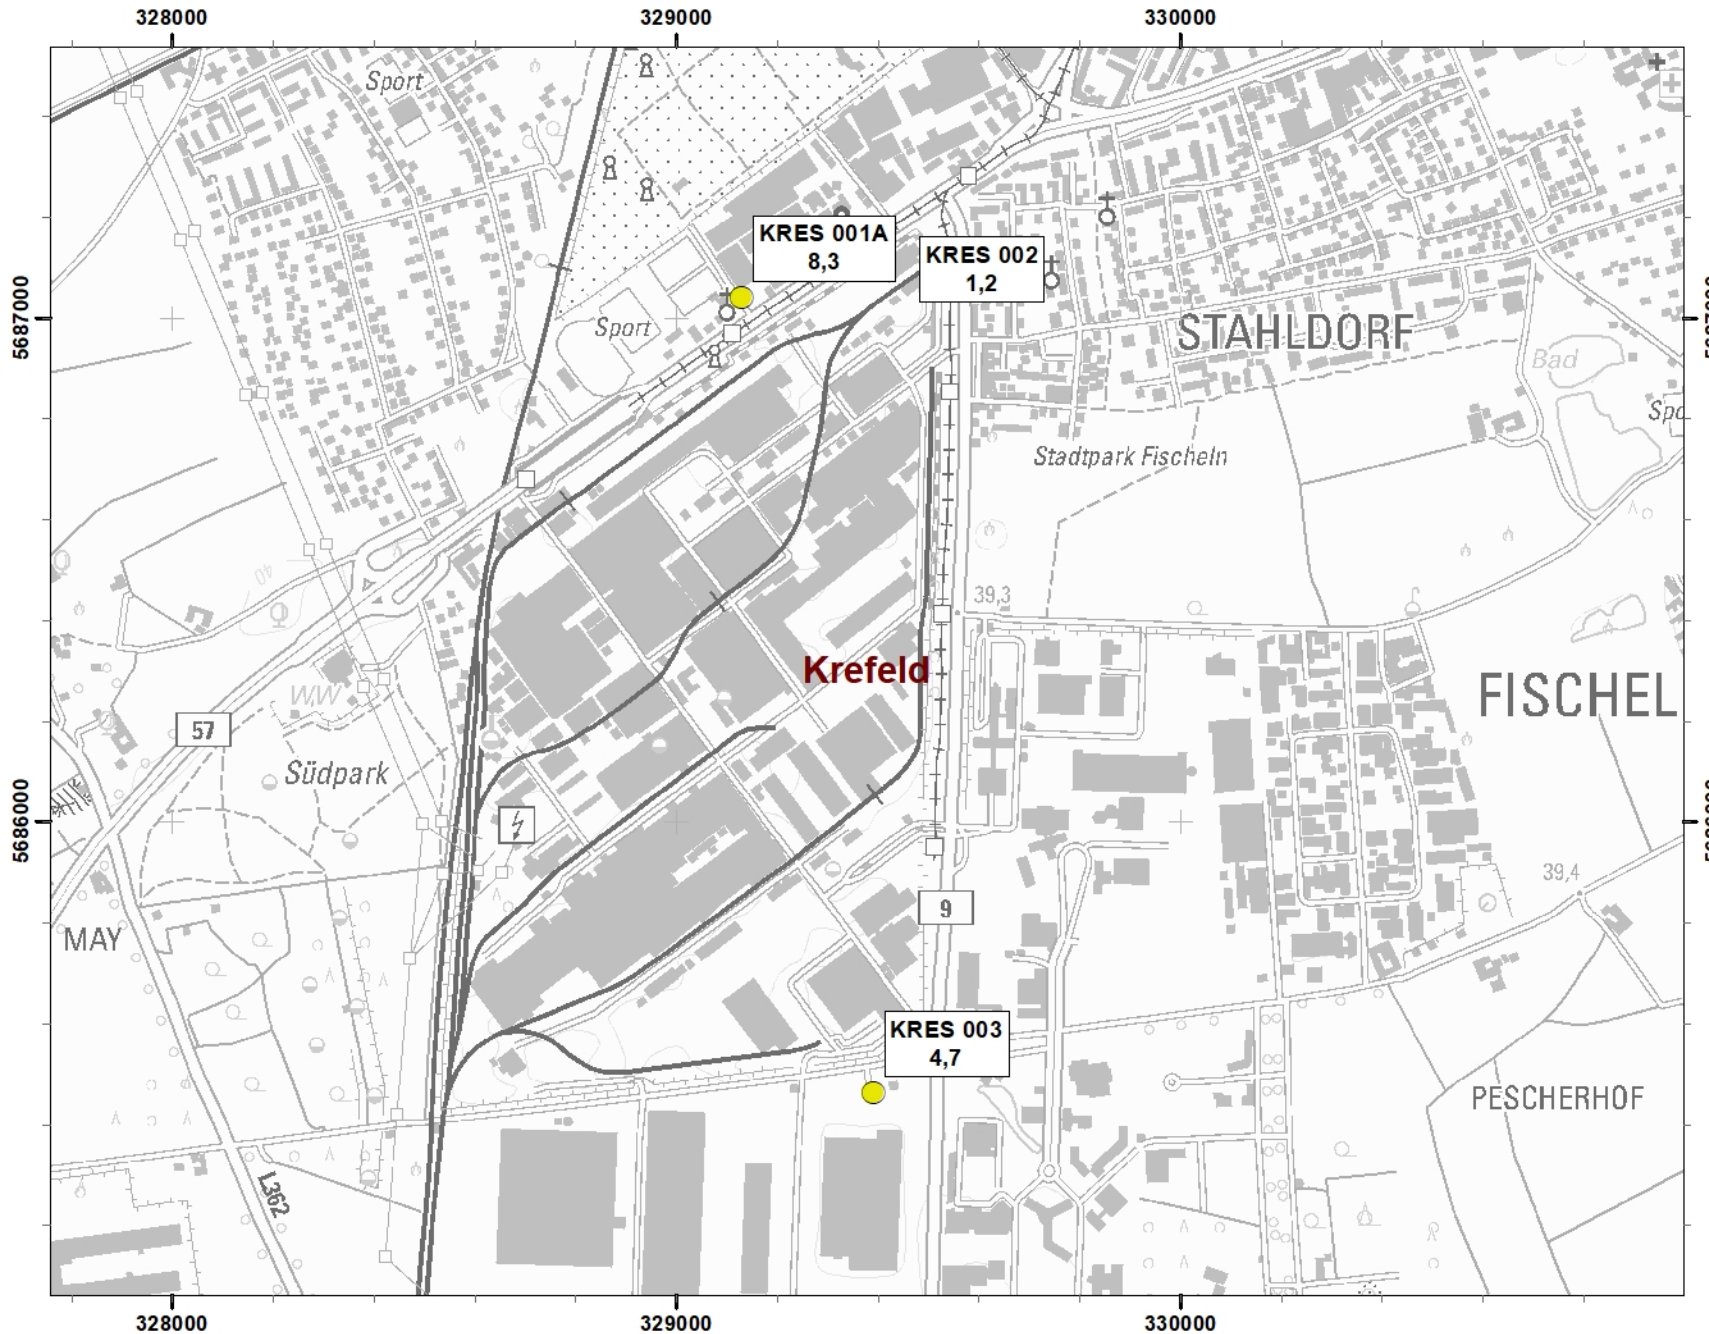 328000
329000
330000
Sport
KRES 001A
8,3
KRES 002
1,2
5687000
Sport
STAHLDORF
Bad
Spo
Stadtpark Fischeln
40
39,3
Krefeld
WW
57
FISCHEL
Südpark
5686000
39,4
9
MAY
KRES 003
4,7
PESCHERHOF
L362
328000
329000
330000